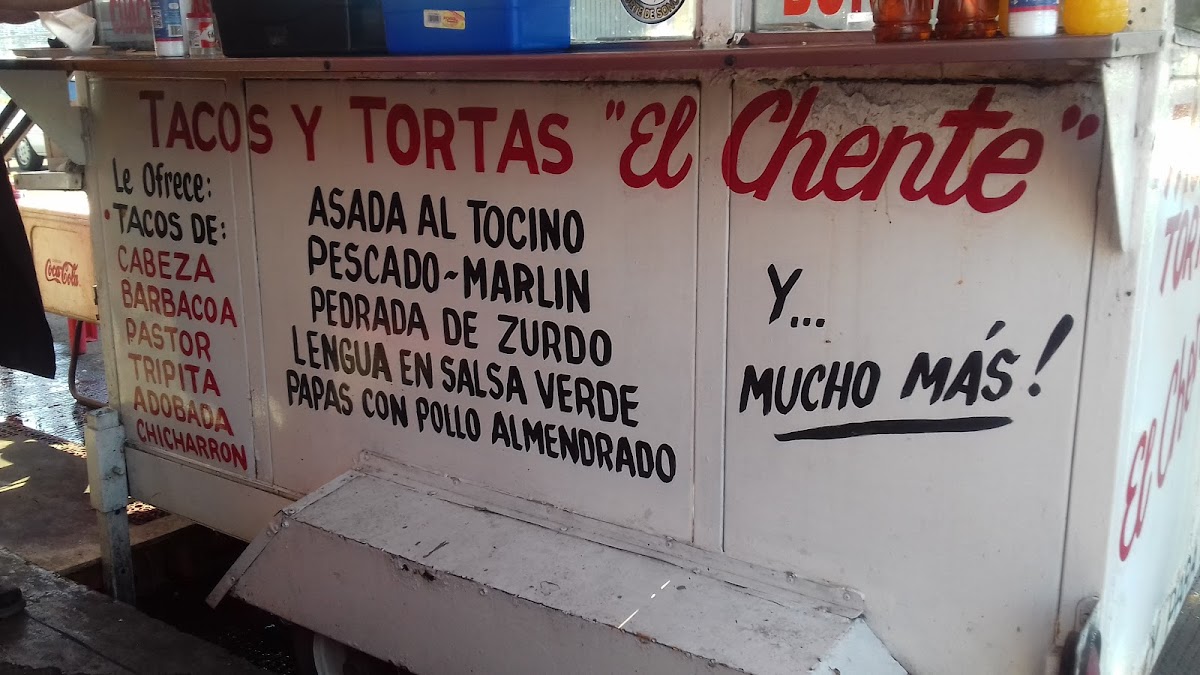 TACOS Y TORTAS "El Chente"
Le Ofrece:
• TACOS DE:
CABEZA
BARBACOA
PASTOR
TRIPITA
ADOBADA
CHICHARRON
ASADA AL TOCINO
PESCADO~MARLIN
PEDRADA DE ZURDO
LENGUA EN SALSA VERDE
PAPAS CON POLLO ALMENDRADO
Y...
MUCHO MÁS!
Coca-Cola